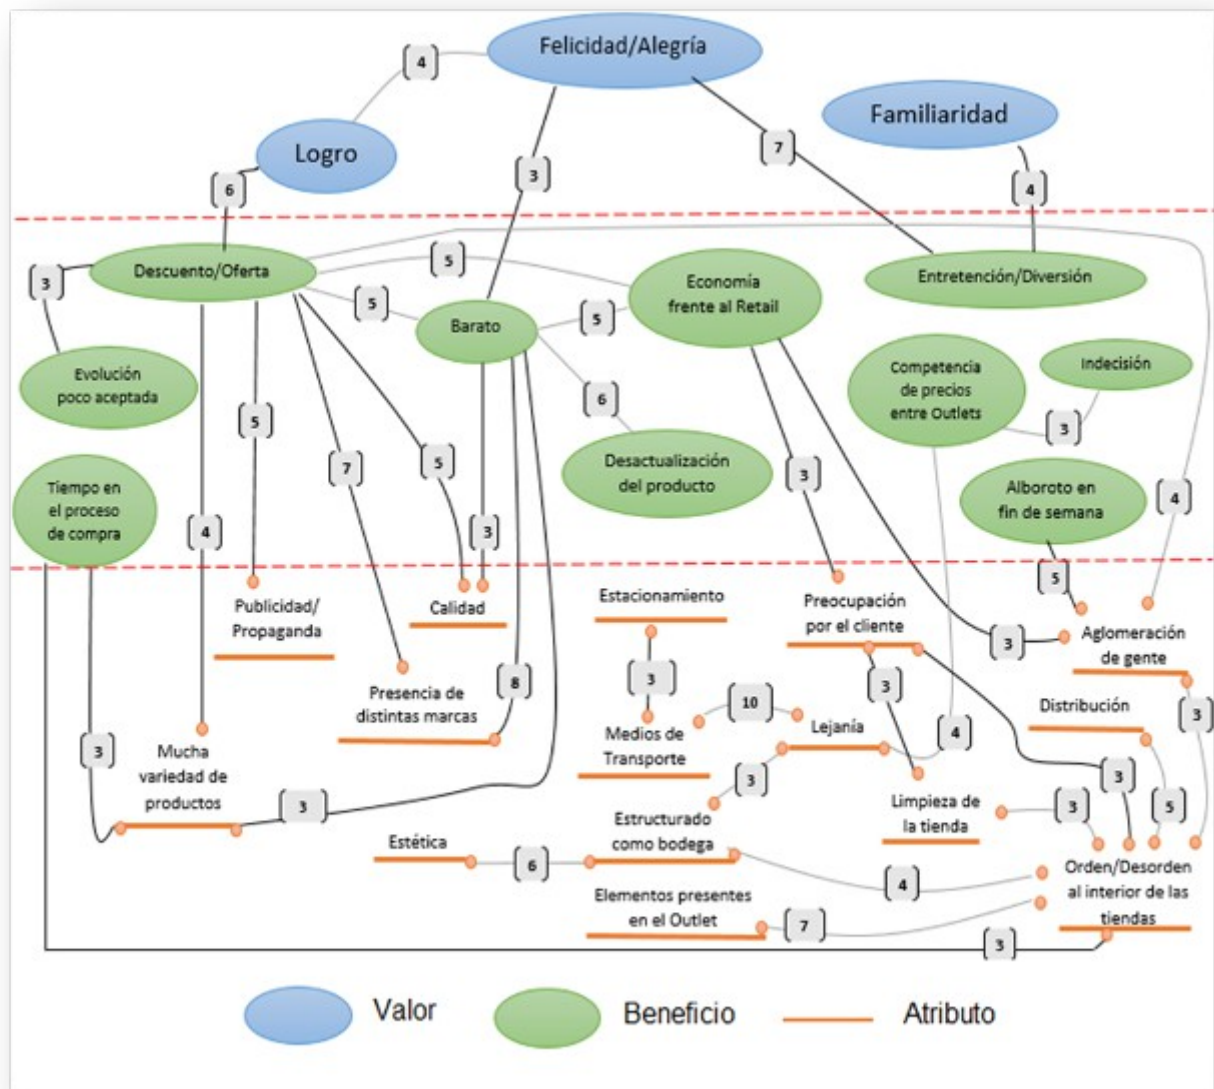 Felicidad/Alegría
4
Familiaridad
Logro
7
3
6
4
Descuento/Oferta
5
Entretención/Diversión
3
Economía
frente al Retail
5
5
Barato
Evolución
poco aceptada
Competencia
de precios
entre Outlets
Indecisión
6
3
5
5
7
Desactualización
del producto
3
Tiempo en
el proceso
de compra
Alboroto en
fin de semana
4
4
3
5
Publicidad/
Propaganda
Calidad
Estacionamiento
Preocupación
por el cliente
3
Aglomeración
de gente
Presencia de
distintas marcas
8
3
3
10
Distribución
3
Medios de
Transporte
Lejanía
4
3
Mucha
variedad de
productos
3
3
3
Limpieza de
la tienda
3
5
Estética
Estructurado
como bodega
6
4
Orden/Desorden
al interior de las
tiendas
Elementos presentes
en el Outlet
7
3
Valor
Beneficio
Atributo